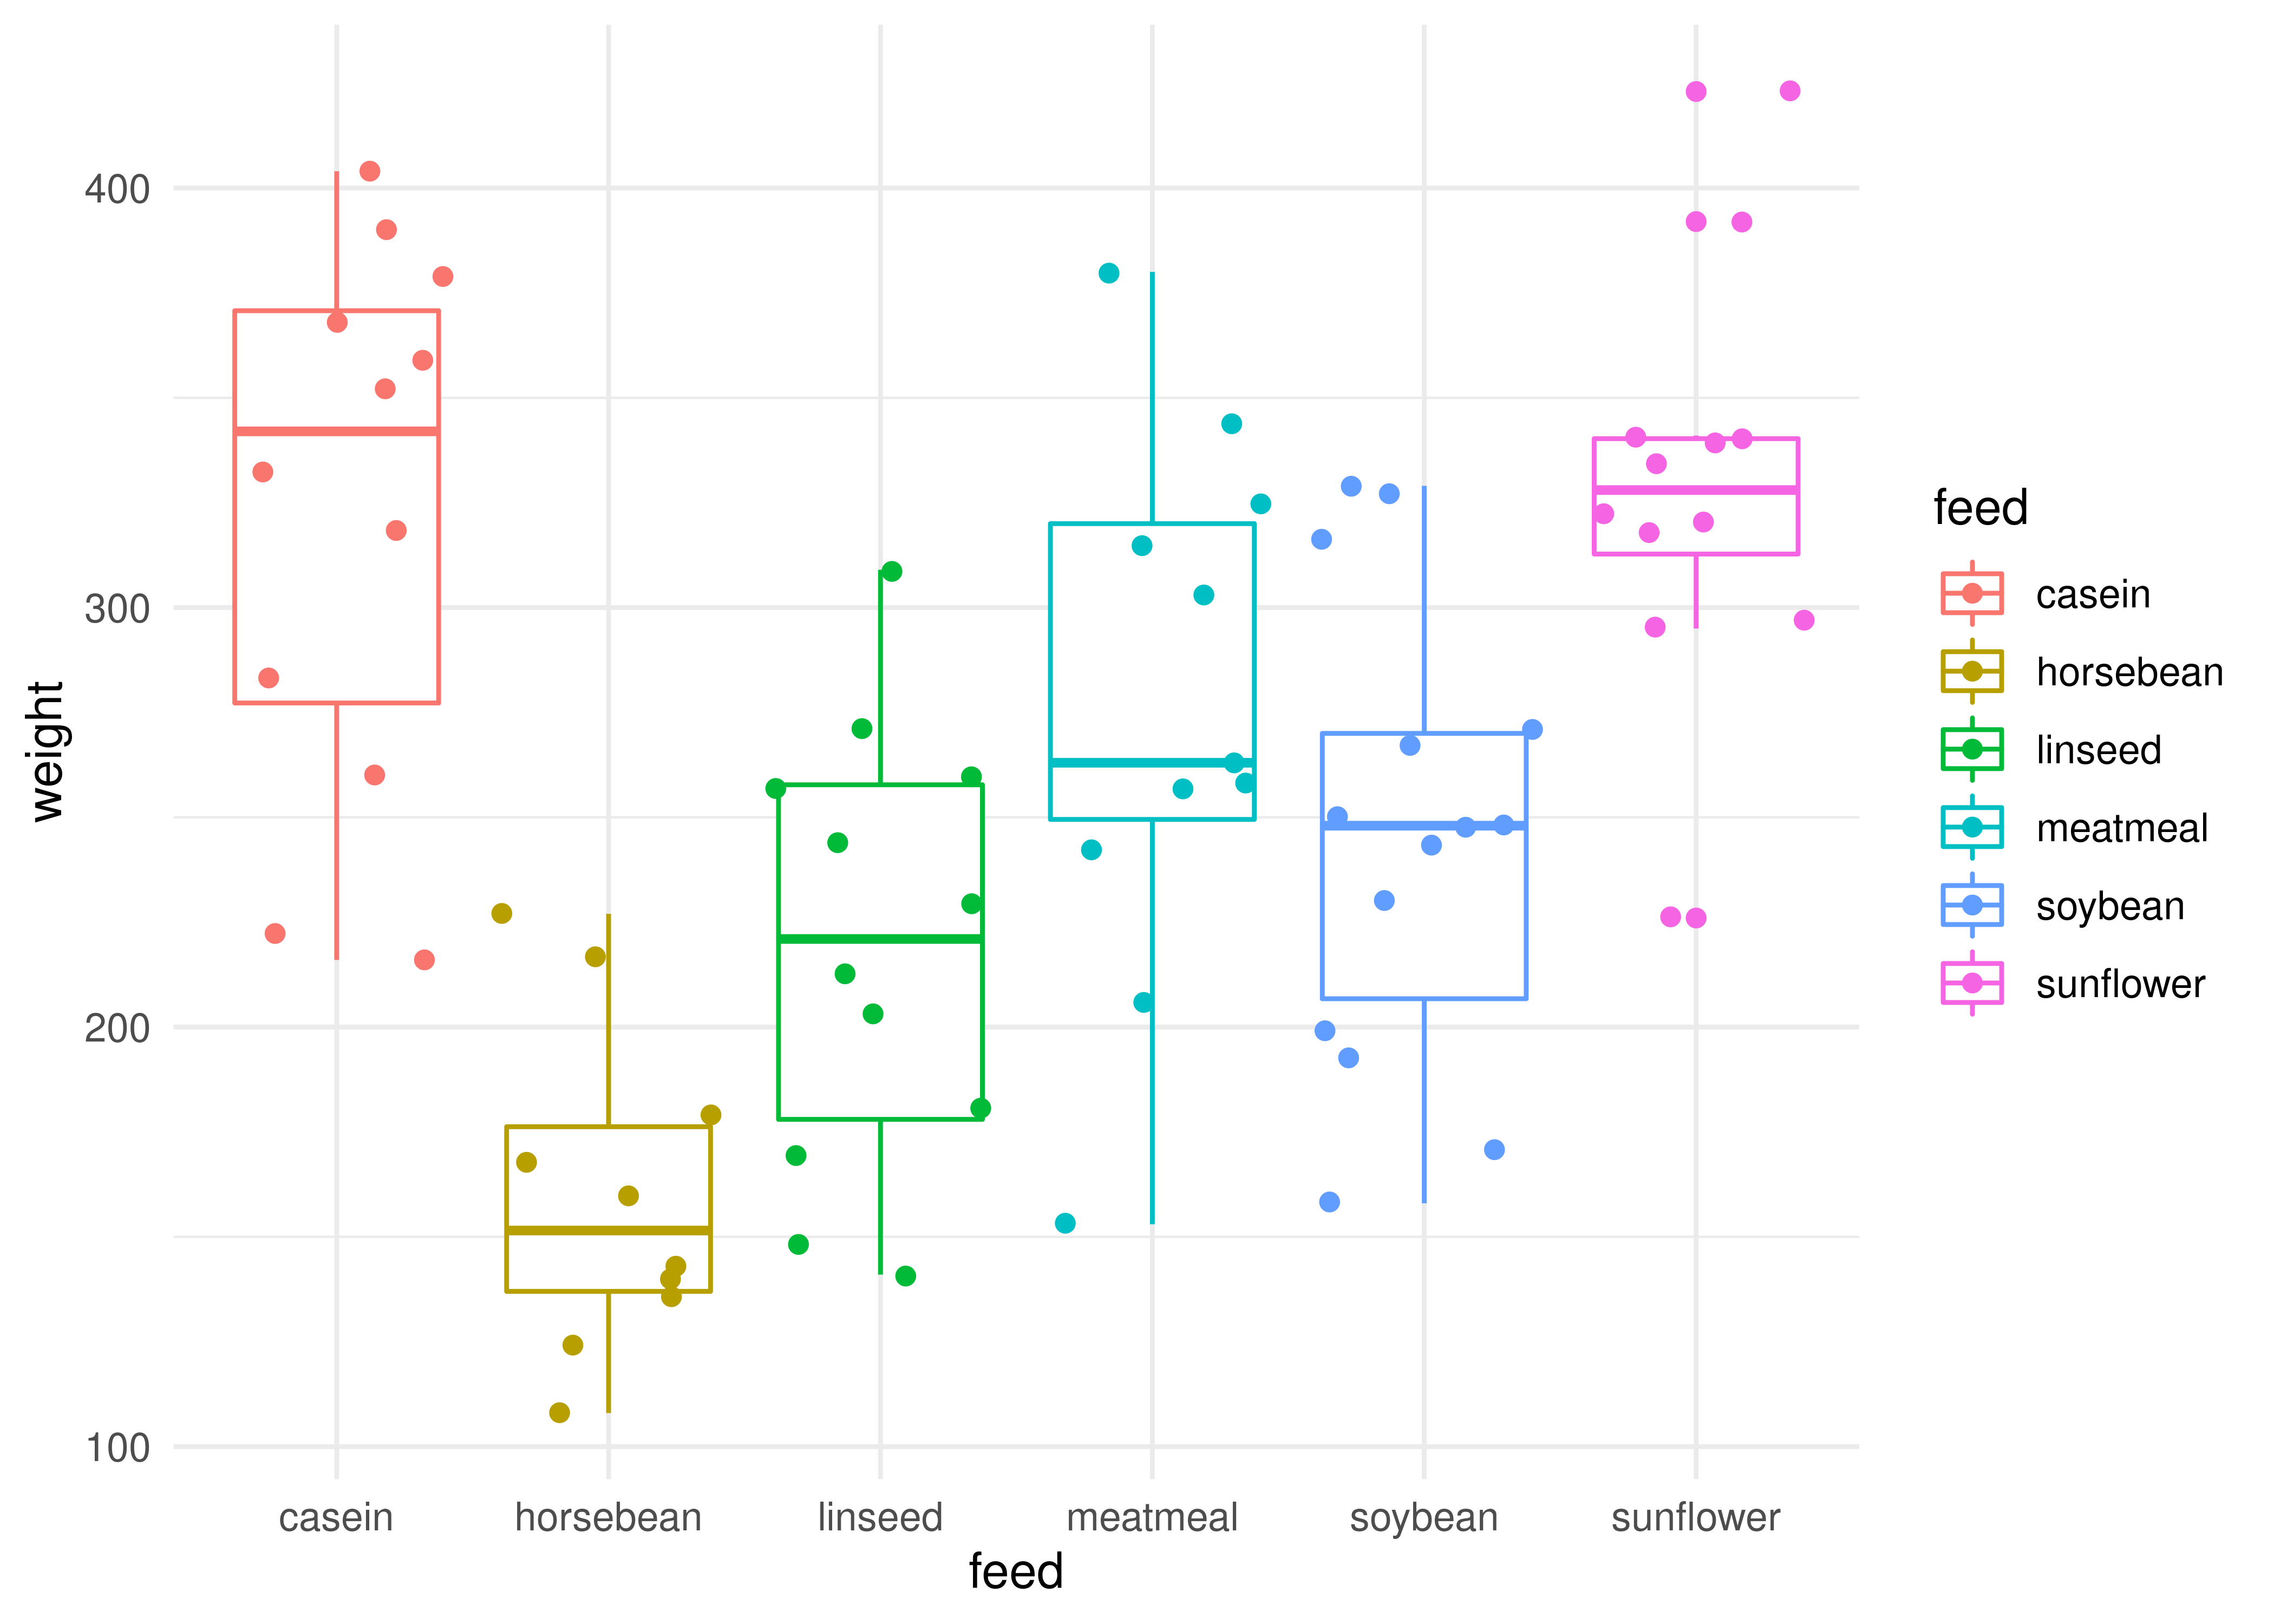 weight
400
300
200
100
casein horsebean linseed meatmeal soybean sunflower
feed
feed
casein
horsebean
linseed
meatmeal
soybean
sunflower